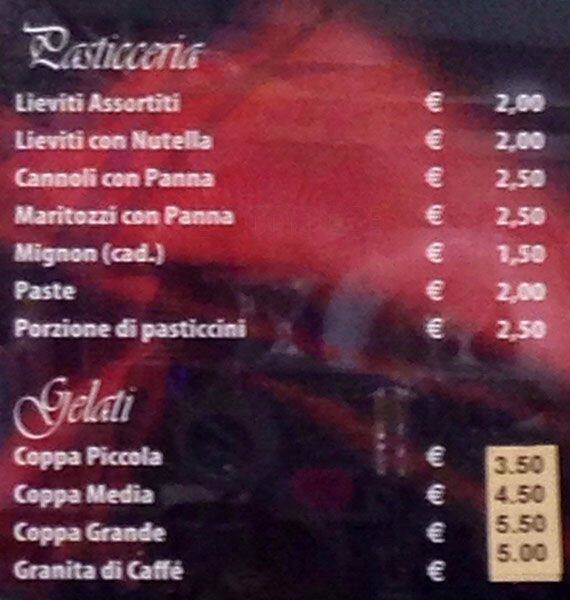 Pasticceria
Lieviti Assortiti € 2,00
Lieviti con Nutella € 2,00
Cannoli con Panna € 2,50
Maritozzi con Panna € 2,50
Mignon (cad.) € 1,50
Paste € 2,00
Porzione di pasticcini € 2,50
Gelati
Coppa Piccola € 3.50
Coppa Media € 4.50
Coppa Grande € 5.50
Granita di Caffé € 5.00